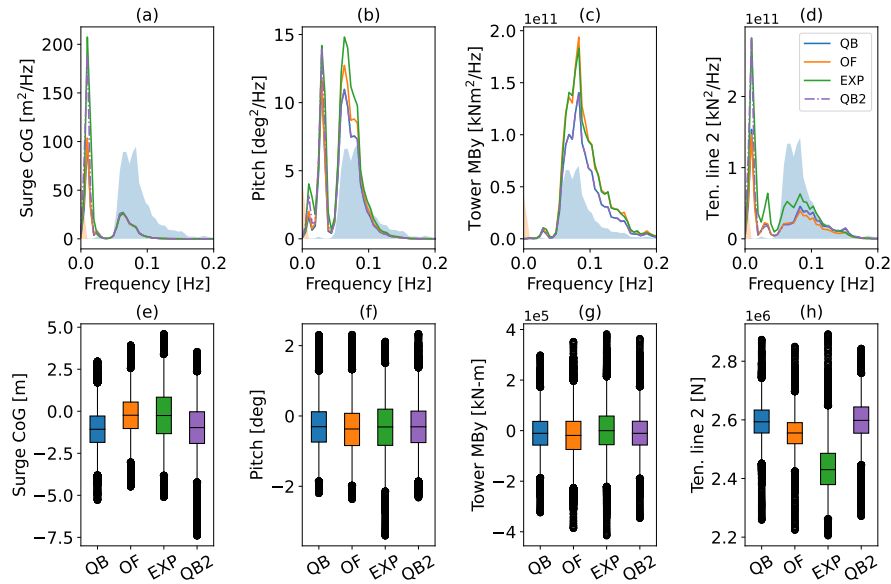 (a) (b) (c) (d)
1e11 1e11
Surge CoG [m²/Hz]
200
150
100
50
0
0.0 0.1 0.2
Frequency [Hz]
Pitch [deg²/Hz]
15
10
5
0
0.0 0.1 0.2
Frequency [Hz]
Tower MBy [kNm²/Hz]
2.0
1.5
1.0
0.5
0.0
0.0 0.1 0.2
Frequency [Hz]
Ten. line 2 [kN²/Hz]
2
1
0
0.0 0.1 0.2
Frequency [Hz]
QB
OF
EXP
QB2
(e) (f) (g) (h)
1e5 1e6
Surge CoG [m]
5.0
2.5
0.0
−2.5
−5.0
−7.5
QB OF EXP QB2
Pitch [deg]
2
0
−2
QB OF EXP QB2
Tower MBy [kN-m]
4
2
0
−2
−4
QB OF EXP QB2
Ten. line 2 [N]
2.8
2.6
2.4
2.2
QB OF EXP QB2